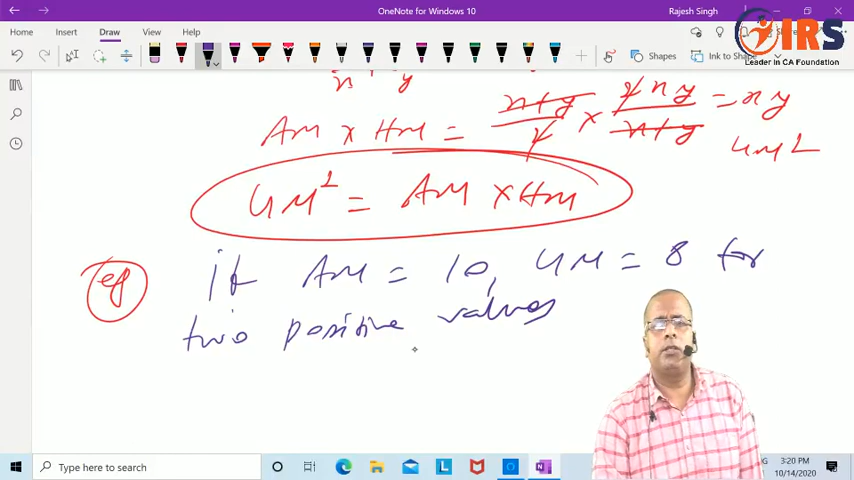 OneNote for Windows 10
Rajesh Singh
Home Insert Draw View Help
Shapes Ink to
IRS
Leader in CA Foundation
AM x HM = x+y/2 x 2xy/x+y = xy
GM2
GM2 = AM x HM
eg if AM = 10, GM = 8 for
two positive values
Type here to search
3:20 PM
10/14/2020